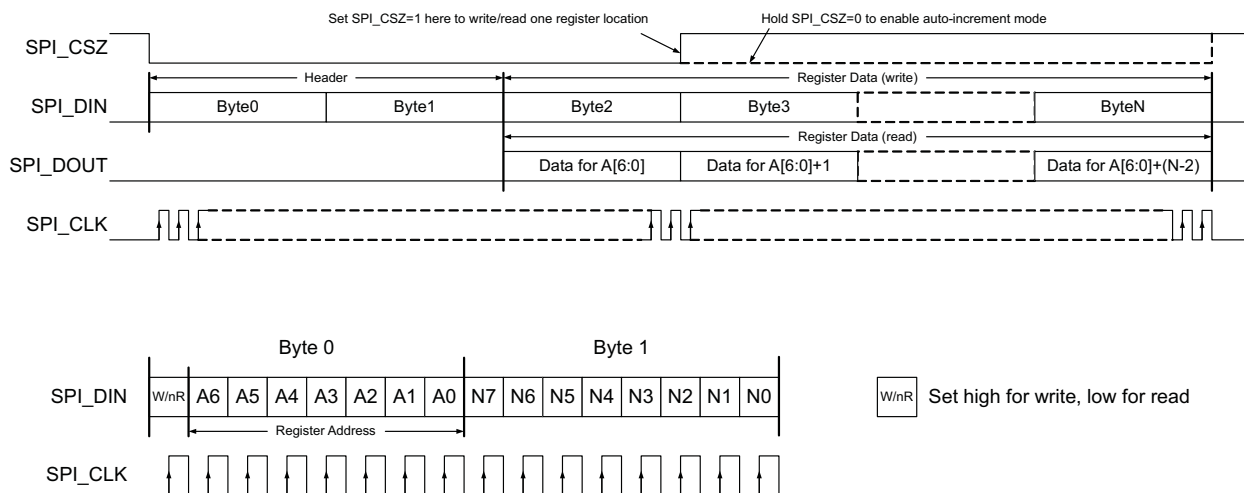 Set SPI_CSZ=1 here to write/read one register location
Hold SPI_CSZ=0 to enable auto-increment mode
SPI_CSZ
Header
Register Data (write)
SPI_DIN
Byte0
Byte1
Byte2
Byte3
ByteN
Register Data (read)
SPI_DOUT
Data for A[6:0]
Data for A[6:0]+1
Data for A[6:0]+(N-2)
SPI_CLK
Byte 0
Byte 1
SPI_DIN
W/nR A6 A5 A4 A3 A2 A1 A0 N7 N6 N5 N4 N3 N2 N1 N0
W/nR Set high for write, low for read
Register Address
SPI_CLK